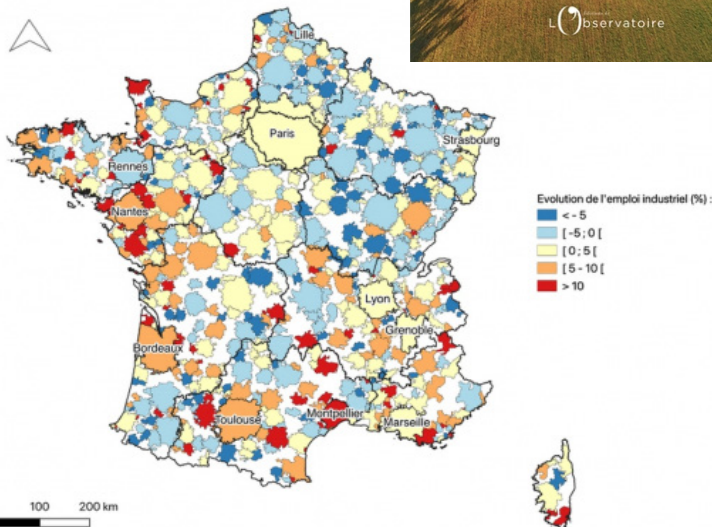 L'Observatoire
Lille
Paris
Strasbourg
Rennes
Nantes
Evolution de l'emploi industriel (%) :
< - 5
[ -5 ; 0 [
[ 0 ; 5 [
[ 5 - 10 [
> 10
Lyon
Grenoble
Bordeaux
Toulouse
Montpellier
Marseille
100 200 km